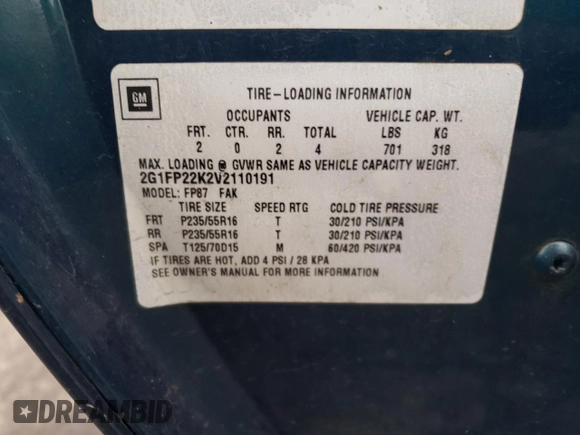 GM
TIRE-LOADING INFORMATION
OCCUPANTS VEHICLE CAP. WT.
FRT. CTR. RR. TOTAL LBS KG
2 0 2 4 701 318
MAX. LOADING @ GVWR SAME AS VEHICLE CAPACITY WEIGHT.
2G1FP22K2V2110191
MODEL: FP87 FAK
TIRE SIZE SPEED RTG COLD TIRE PRESSURE
FRT P235/55R16 T 30/210 PSI/KPA
RR P235/55R16 T 30/210 PSI/KPA
SPA T125/70D15 M 60/420 PSI/KPA
IF TIRES ARE HOT, ADD 4 PSI / 28 KPA
SEE OWNER'S MANUAL FOR MORE INFORMATION
DREAMBID